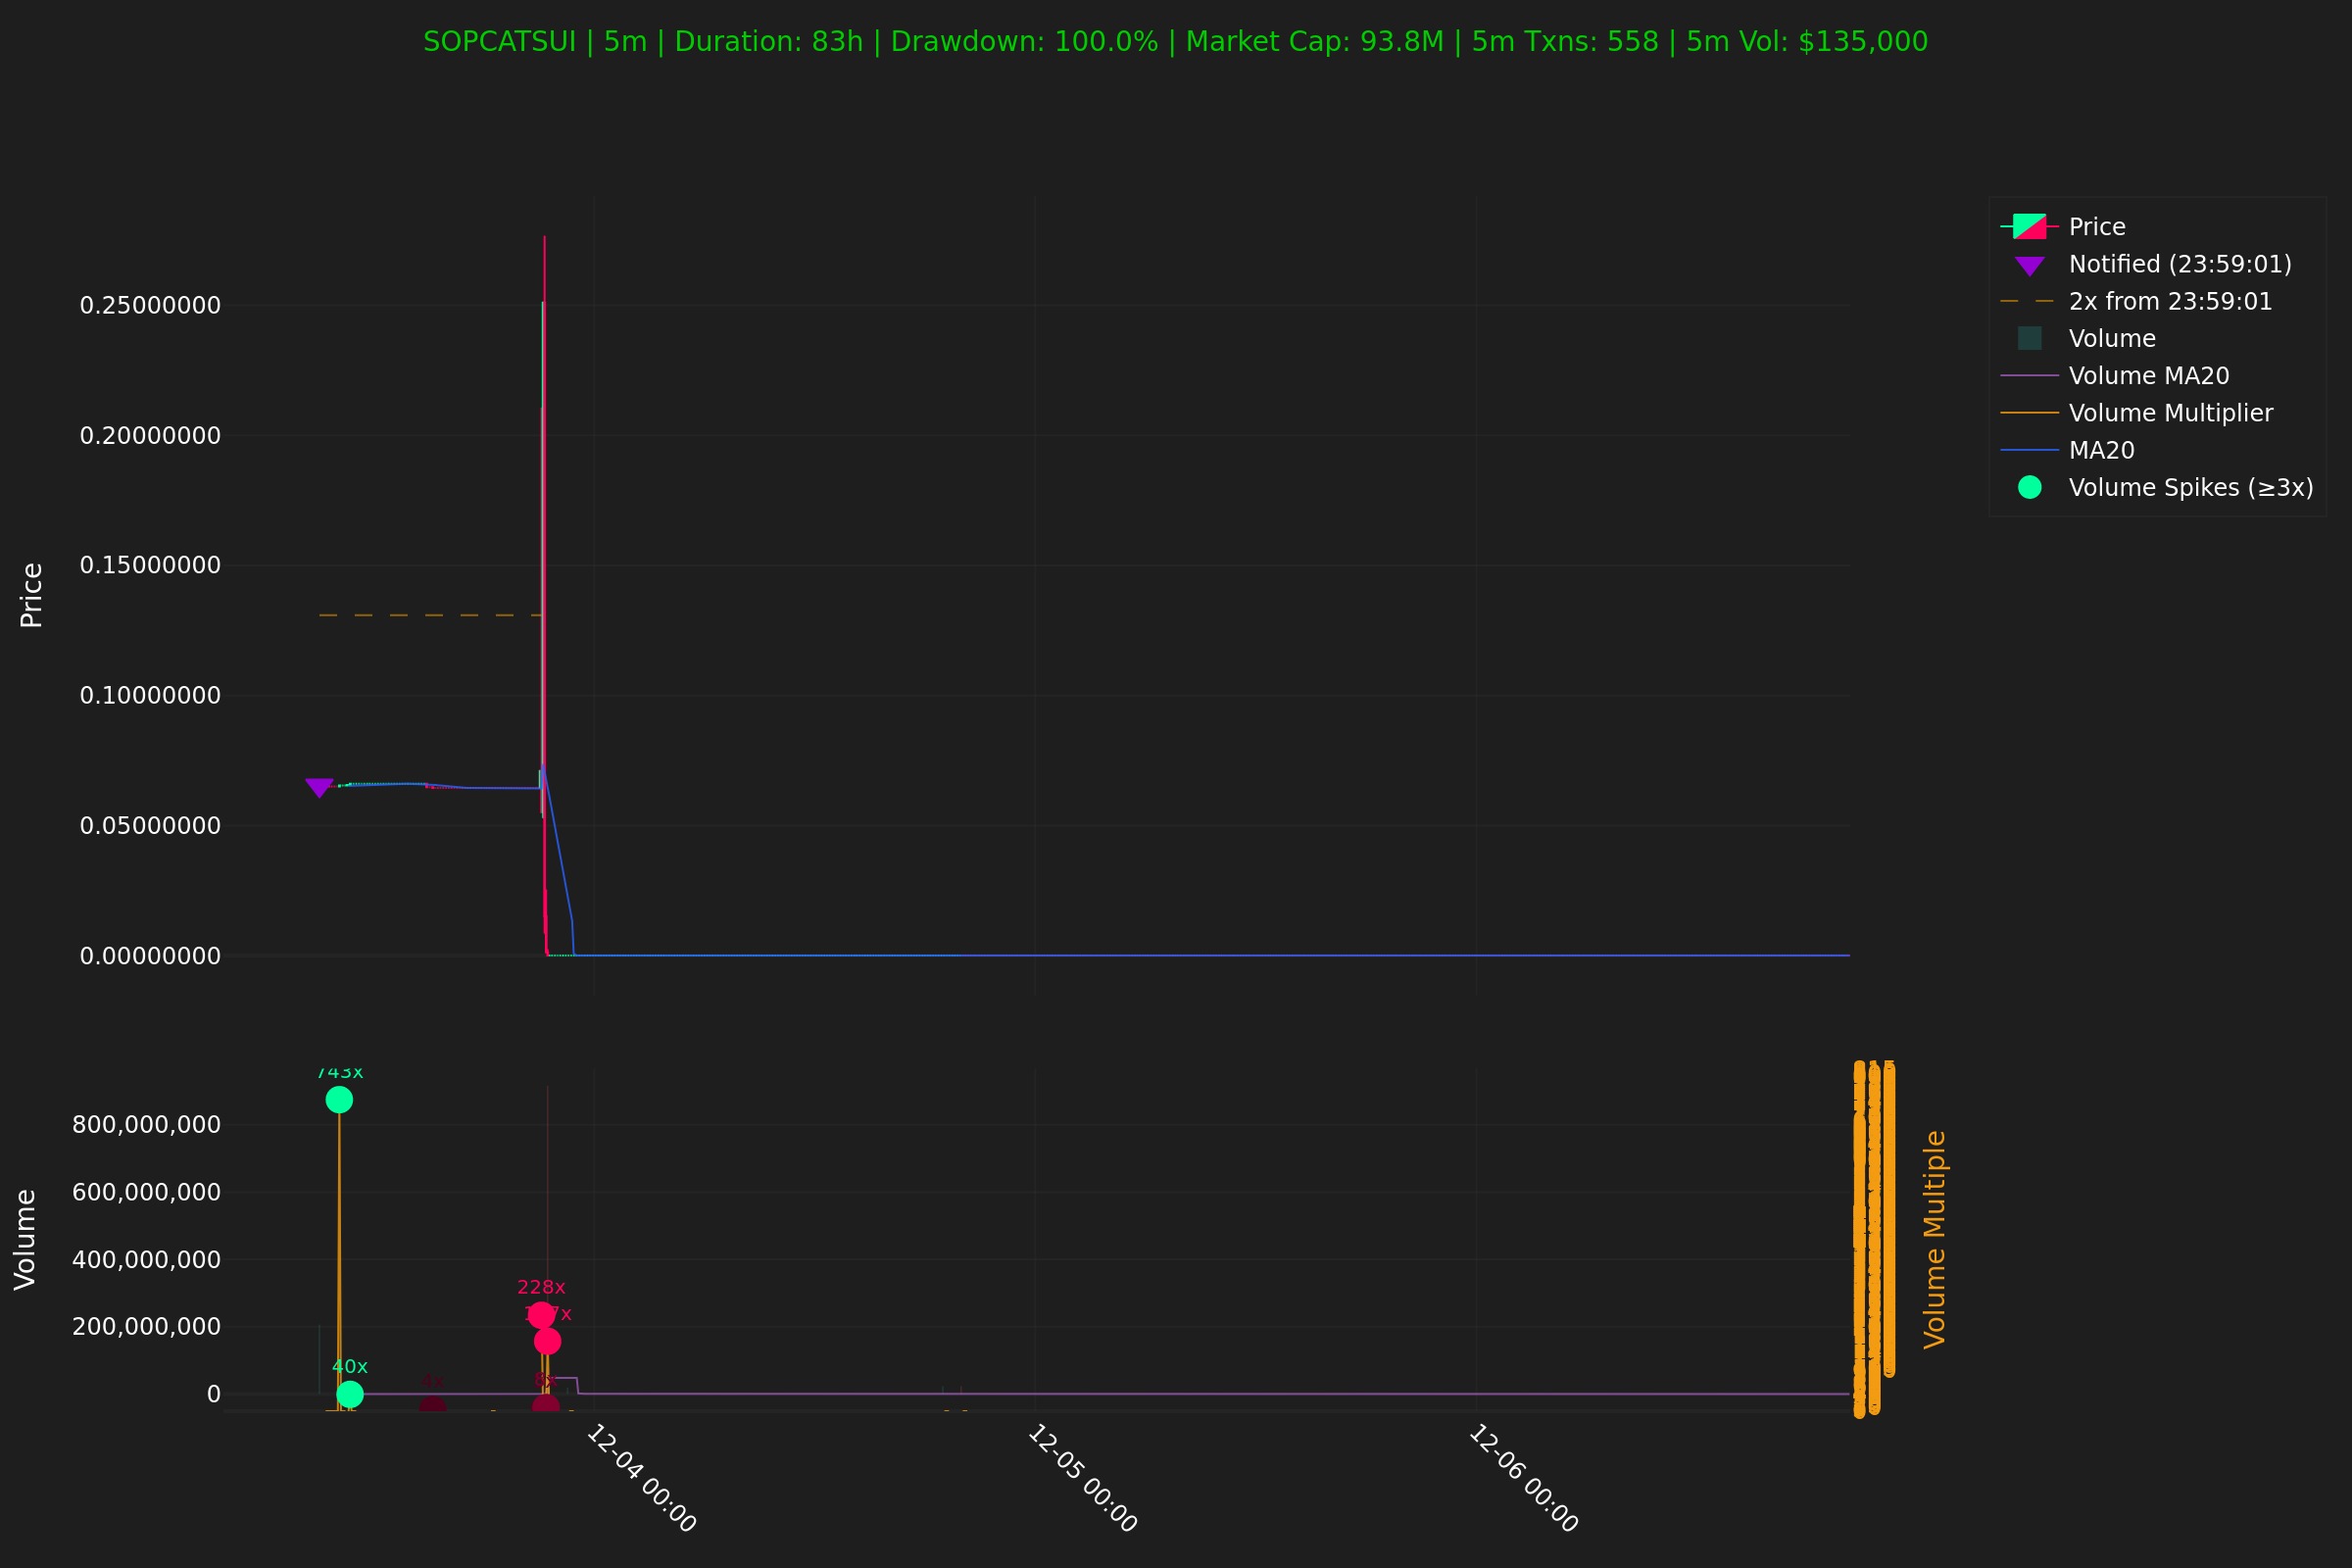 SOPCATSUI | 5m | Duration: 83h | Drawdown: 100.0% | Market Cap: 93.8M | 5m Txns: 558 | 5m Vol: $135,000
Price
Notified (23:59:01)
2x from 23:59:01
Volume
Volume MA20
Volume Multiplier
MA20
Volume Spikes (≥3x)
Price
0.25000000
0.20000000
0.15000000
0.10000000
0.05000000
0.00000000
Volume
800,000,000
600,000,000
400,000,000
200,000,000
0
743x
40x
4x
228x
8x
Volume Multiple
12-04 00:00
12-05 00:00
12-06 00:00